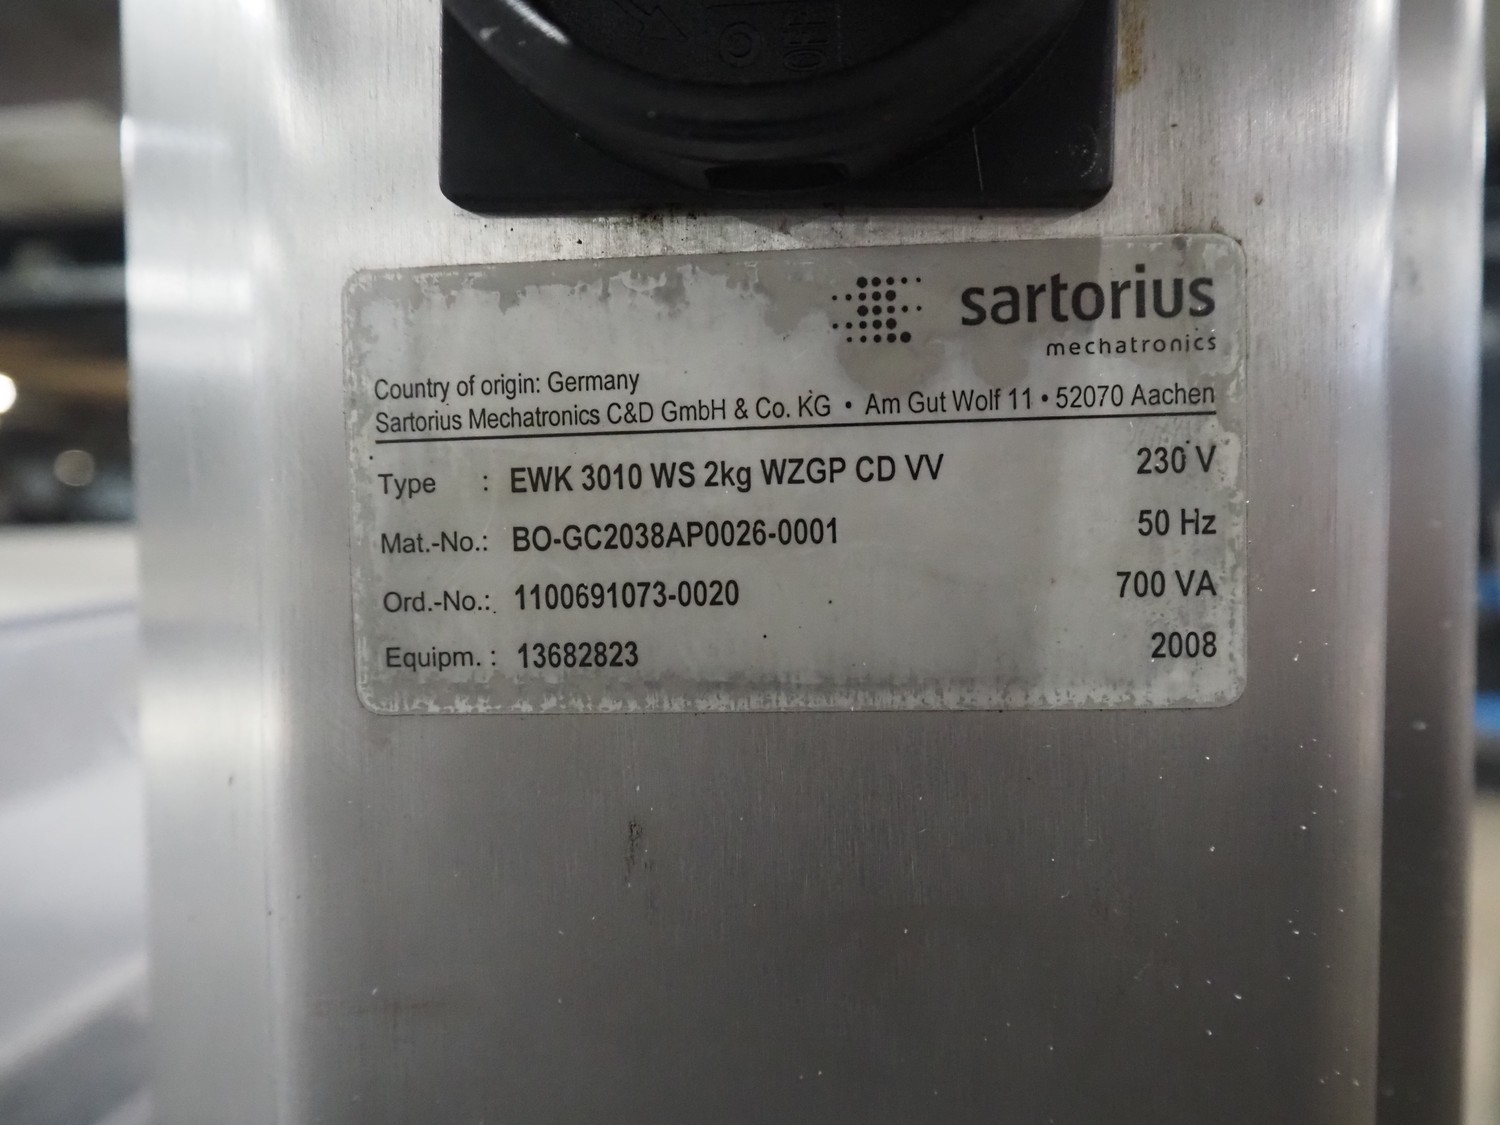 OFF
sartorius
mechatronics
Country of origin: Germany
Sartorius Mechatronics C&D GmbH & Co. KG • Am Gut Wolf 11 • 52070 Aachen
Type : EWK 3010 WS 2kg WZGP CD VV 230 V
Mat.-No.: BO-GC2038AP0026-0001 50 Hz
Ord.-No.: 1100691073-0020 700 VA
Equipm. : 13682823 2008